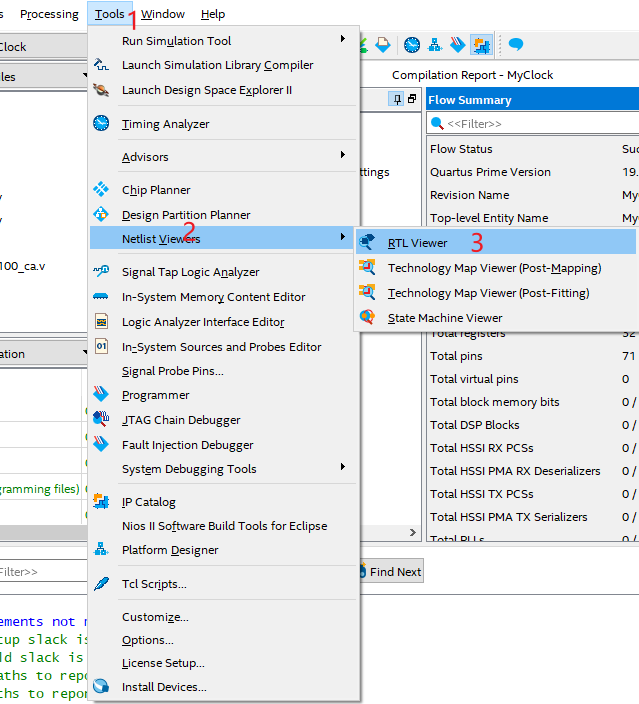 Processing Tools Window Help
1
Clock
Compilation Report - MyClock
Run Simulation Tool
Launch Simulation Library Compiler
Launch Design Space Explorer II
Timing Analyzer
Advisors
Chip Planner
Design Partition Planner
2
Netlist Viewers
Signal Tap Logic Analyzer
In-System Memory Content Editor
Logic Analyzer Interface Editor
In-System Sources and Probes Editor
Signal Probe Pins...
Programmer
JTAG Chain Debugger
Fault Injection Debugger
System Debugging Tools
IP Catalog
Nios II Software Build Tools for Eclipse
Platform Designer
Tcl Scripts...
Customize...
Options...
License Setup...
Install Devices...
RTL Viewer
3
Technology Map Viewer (Post-Mapping)
Technology Map Viewer (Post-Fitting)
State Machine Viewer
les
ttings
100_ca.v
ation
gramming files)
Flow Summary
<<Filter>>
Flow Status Suc
Quartus Prime Version 19.
Revision Name My
Top-level Entity Name My
Total registers 52
Total pins 71
Total virtual pins 0
Total block memory bits 0 /
Total DSP Blocks 0 /
Total HSSI RX PCSs 0 /
Total HSSI PMA RX Deserializers 0 /
Total HSSI TX PCSs 0 /
Total HSSI PMA TX Serializers 0 /
Total PLLs 0 /
Filter>>
Find Next
ements not m
tup slack is
ld slack is
aths to repo
ths to repor